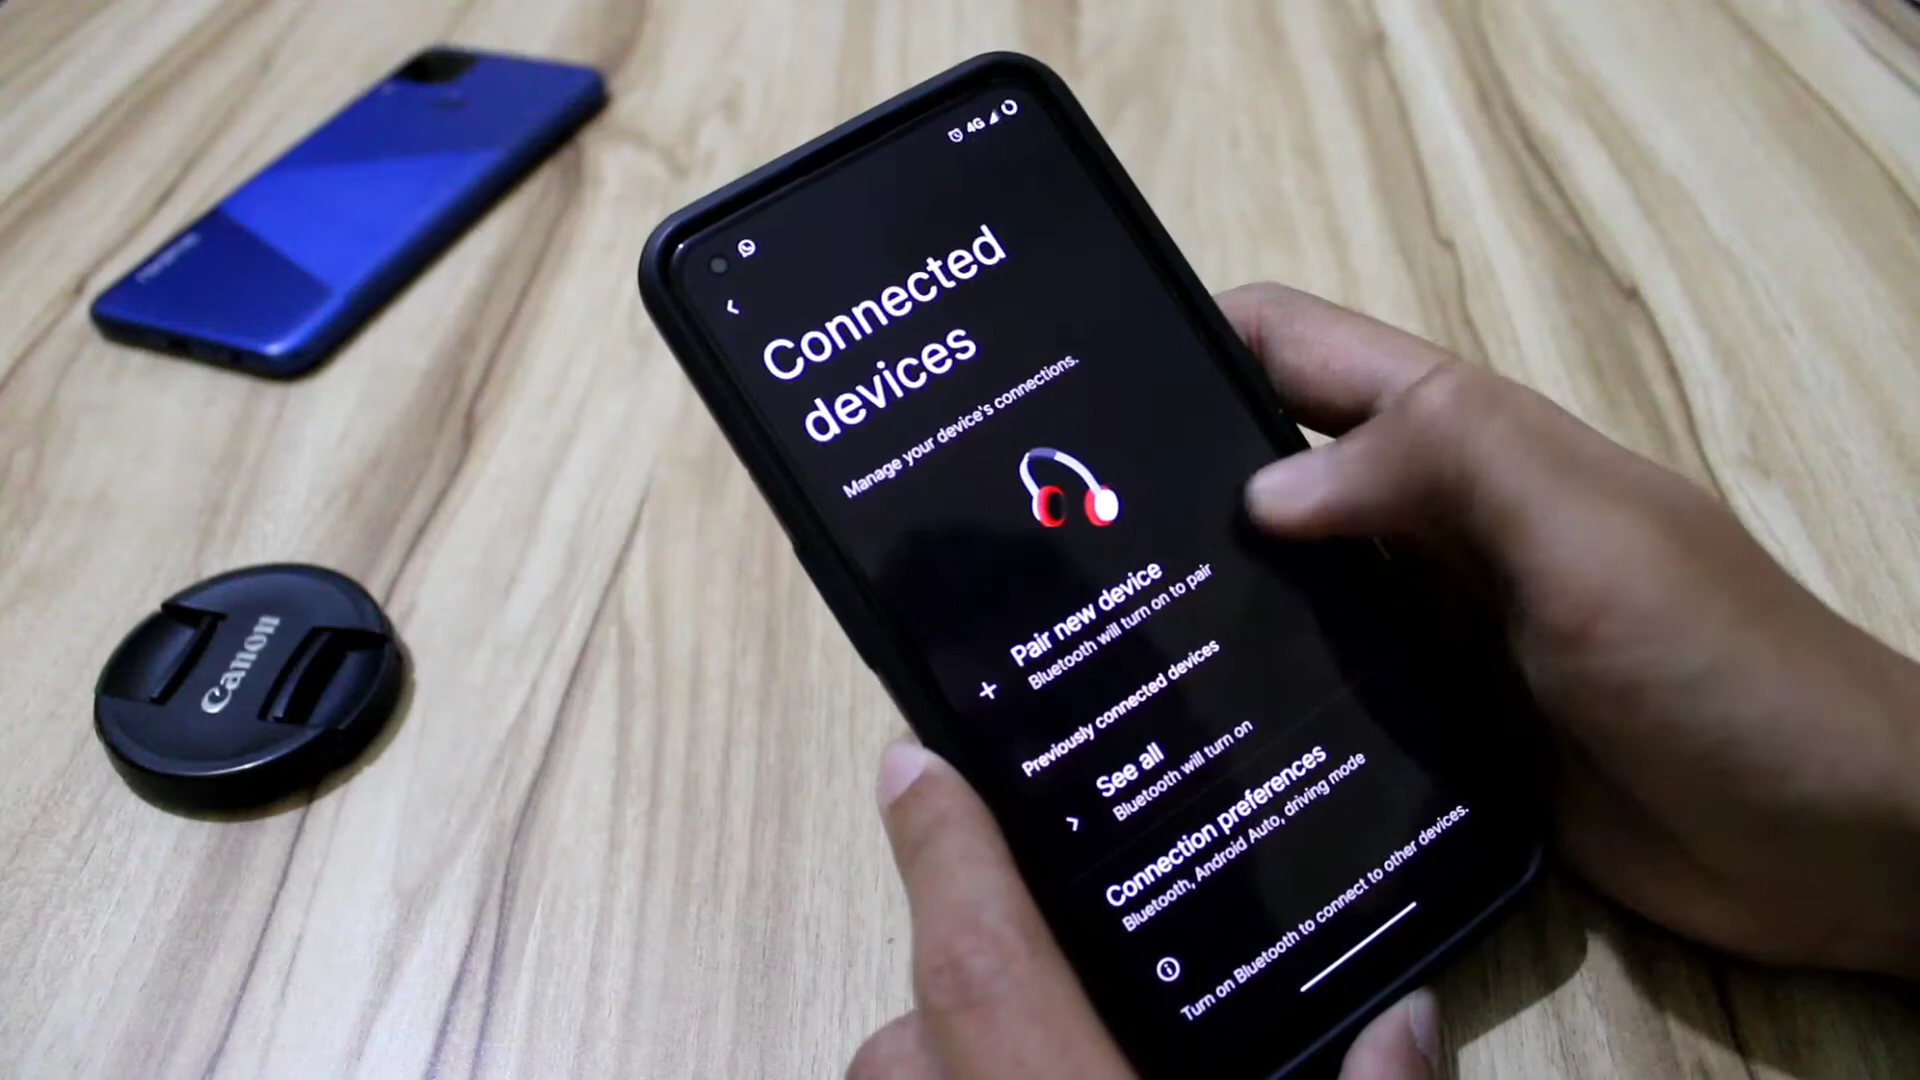 4G
Connected
devices
Manage your device's connections.
Pair new device
Bluetooth will turn on to pair
Previously connected devices
See all
Bluetooth will turn on
Connection preferences
Bluetooth, Android Auto, driving mode
Turn on Bluetooth to connect to other devices.
Canon